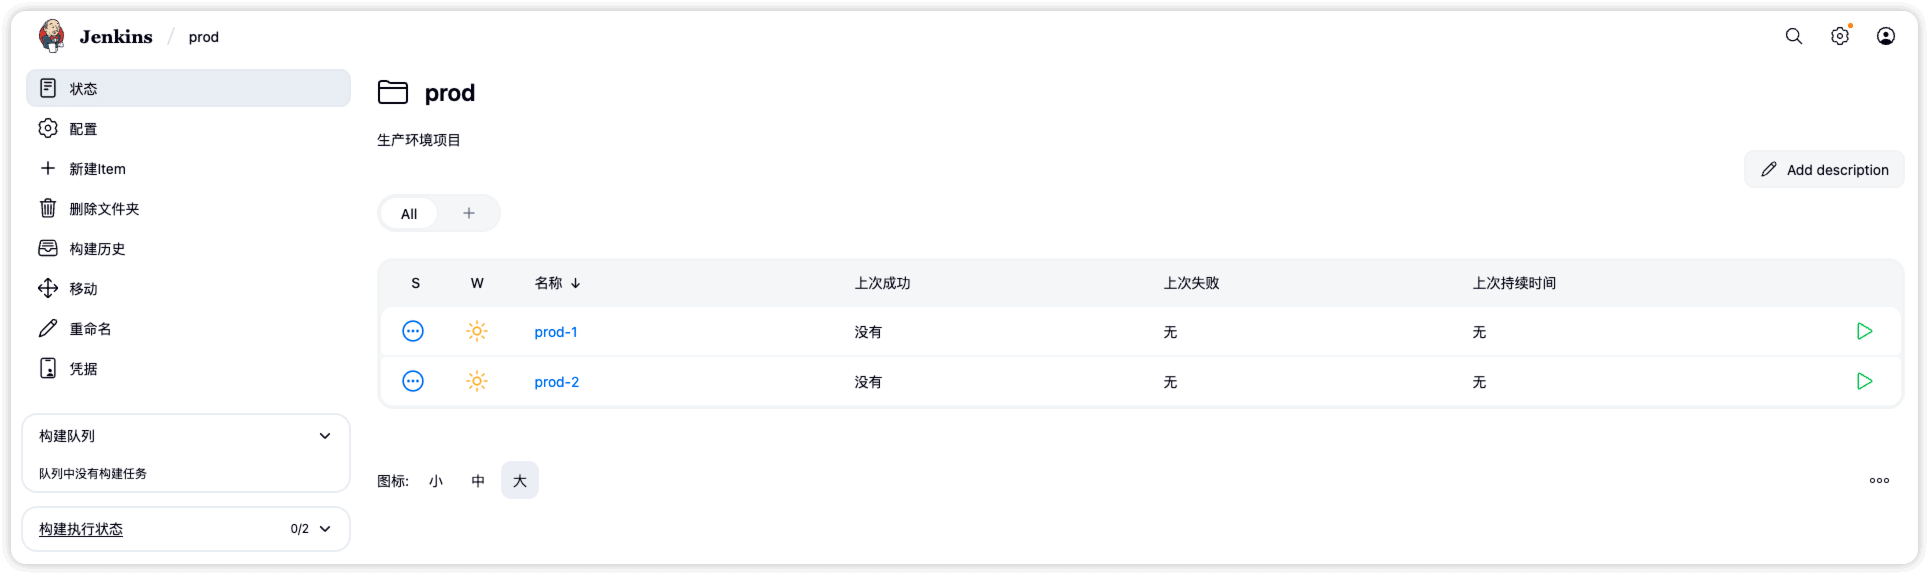 Jenkins / prod
状态
配置
新建Item
删除文件夹
构建历史
移动
重命名
凭据
构建队列
队列中没有构建任务
构建执行状态 0/2
prod
生产环境项目
Add description
All +
S W 名称 ↓ 上次成功 上次失败 上次持续时间
prod-1 没有 无 无
prod-2 没有 无 无
图标: 小 中 大